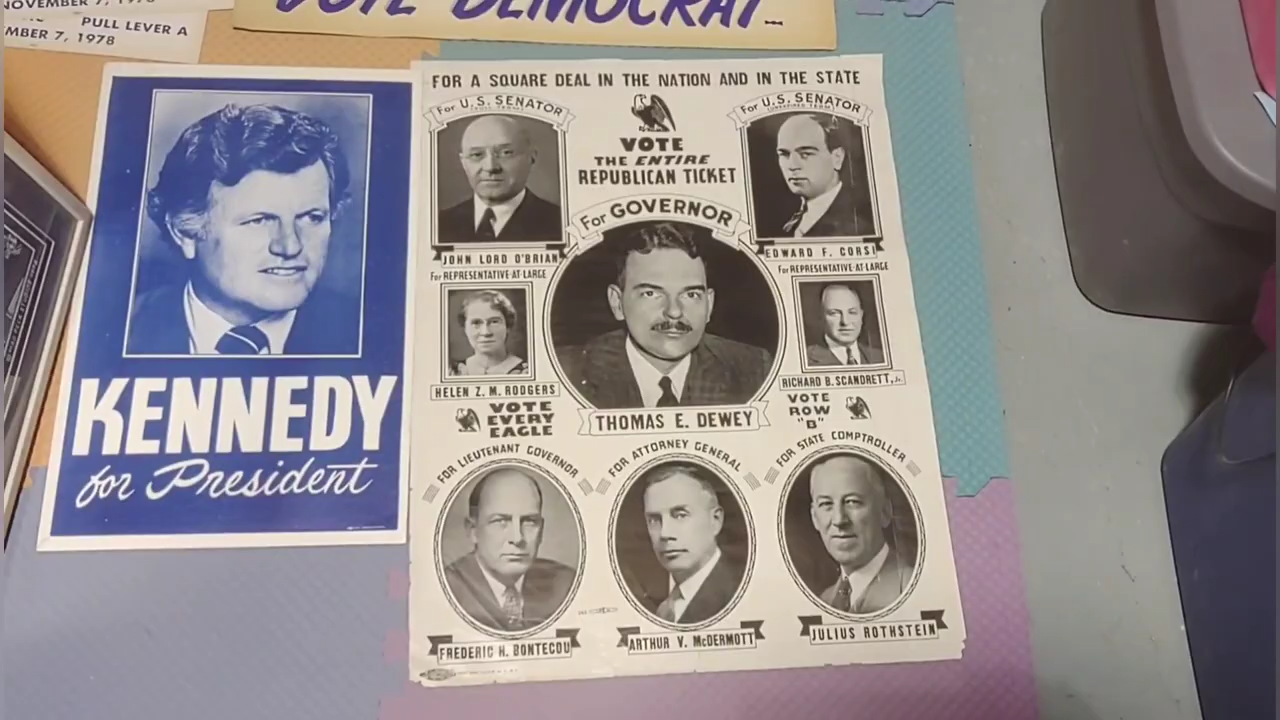 NOVEMBER 7, 1978
PULL LEVER A
MBER 7, 1978
VOTE DEMOCRAT
KENNEDY
for President
FOR A SQUARE DEAL IN THE NATION AND IN THE STATE
For U.S. SENATOR
JOHN LORD O'BRIAN
VOTE
THE ENTIRE
REPUBLICAN TICKET
For U.S. SENATOR
EDWARD F. CORSI
For GOVERNOR
THOMAS E. DEWEY
For REPRESENTATIVE-AT-LARGE
HELEN Z. M. RODGERS
For REPRESENTATIVE-AT-LARGE
RICHARD B. SCANDRETT, Jr.
VOTE
EVERY
EAGLE
VOTE
ROW
"B"
FOR LIEUTENANT GOVERNOR
FREDERIC H. BONTECOU
FOR ATTORNEY GENERAL
ARTHUR V. McDERMOTT
FOR STATE COMPTROLLER
JULIUS ROTHSTEIN